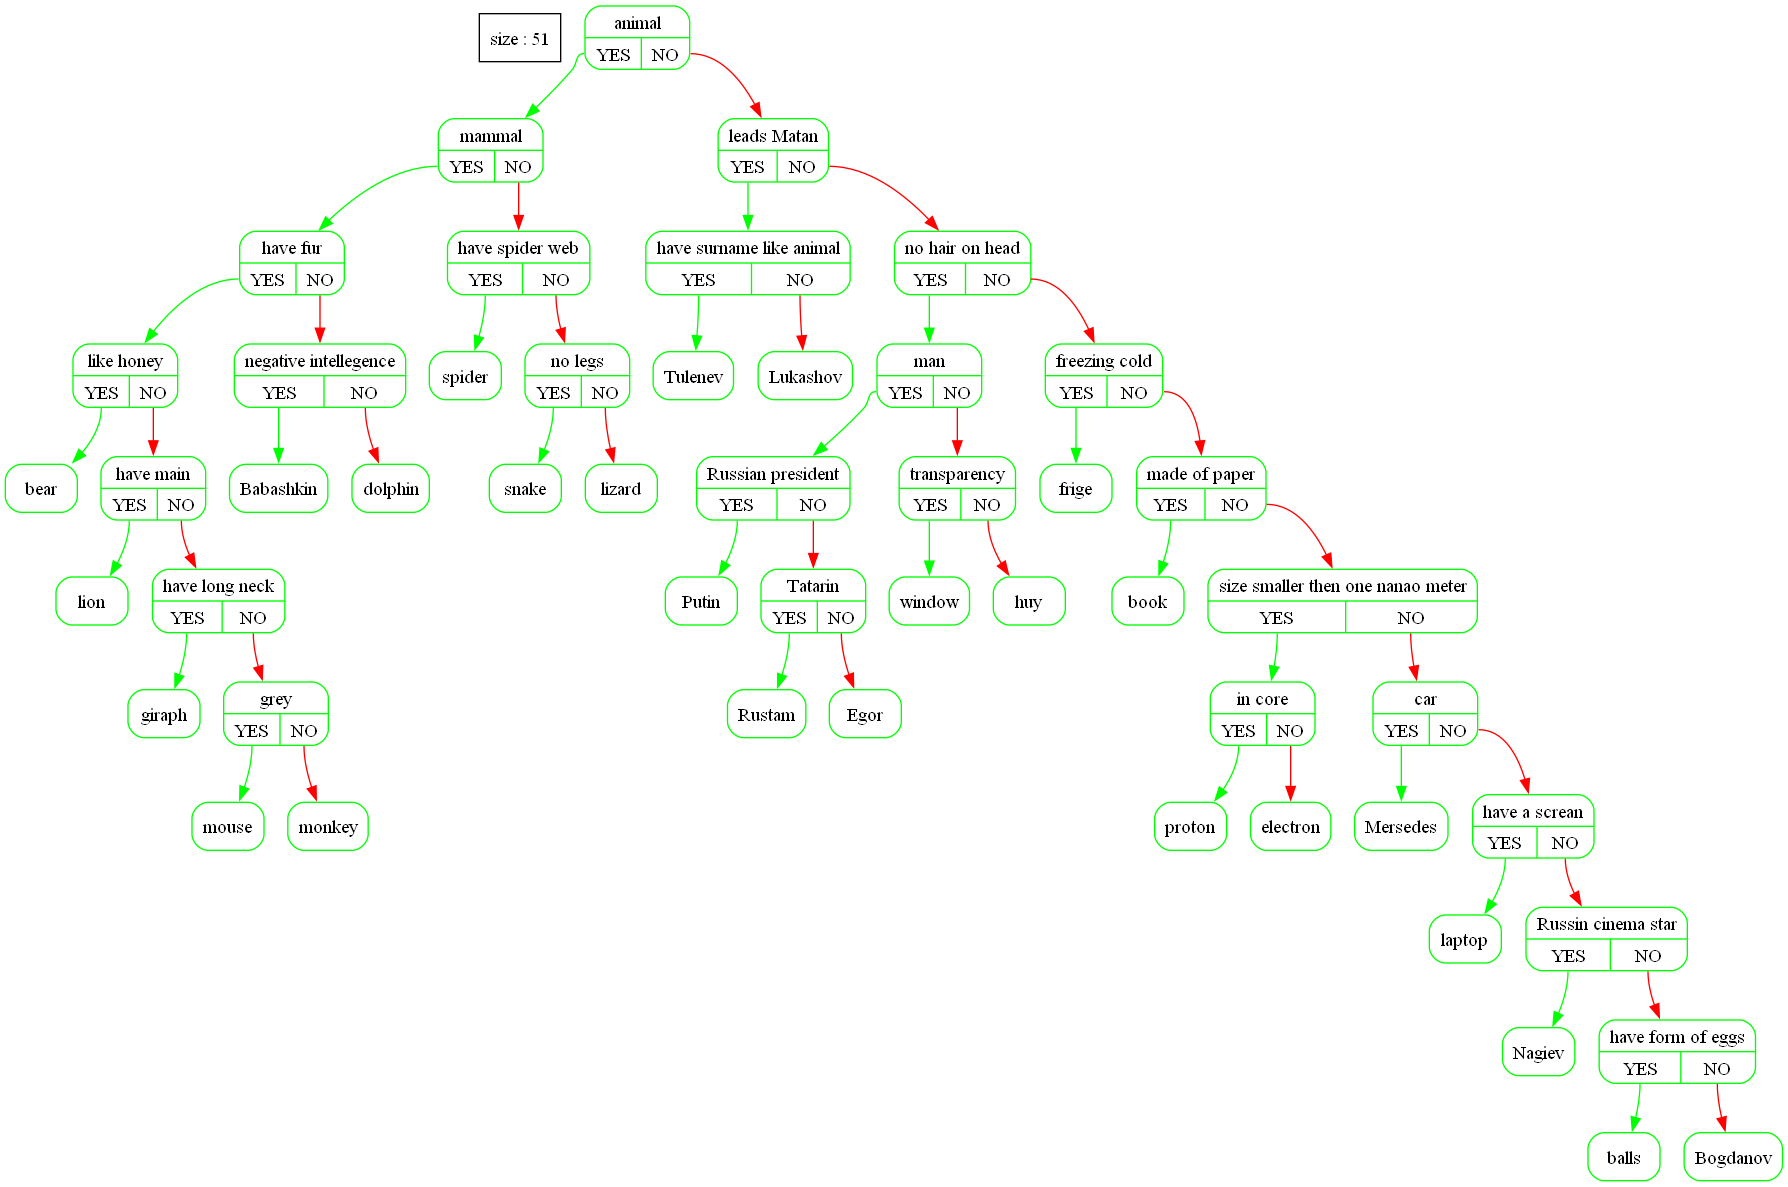 size : 51
animal
YES NO
mammal
YES NO
leads Matan
YES NO
have fur
YES NO
have spider web
YES NO
have surname like animal
YES NO
no hair on head
YES NO
like honey
YES NO
negative intellegence
YES NO
spider
no legs
YES NO
Tulenev
Lukashov
man
YES NO
freezing cold
YES NO
bear
have main
YES NO
Babashkin
dolphin
snake
lizard
Russian president
YES NO
transparency
YES NO
frige
made of paper
YES NO
lion
have long neck
YES NO
Putin
Tatarin
YES NO
window
huy
book
size smaller then one nanao meter
YES NO
giraph
grey
YES NO
Rustam
Egor
in core
YES NO
car
YES NO
mouse
monkey
proton
electron
Mersedes
have a screan
YES NO
laptop
Russin cinema star
YES NO
Nagiev
have form of eggs
YES NO
balls
Bogdanov